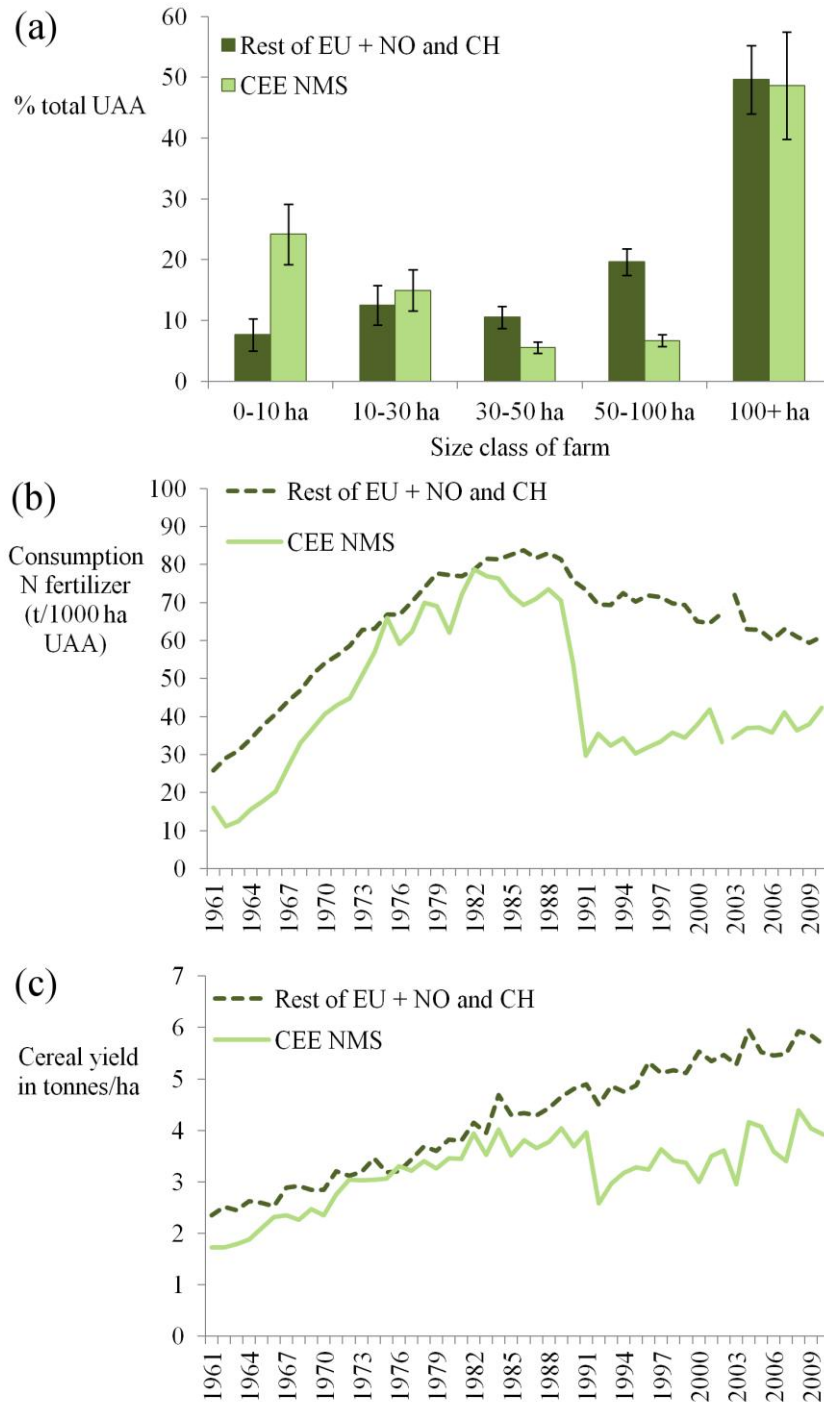 (a)
% total UAA
60
50
40
30
20
10
0
Rest of EU + NO and CH
CEE NMS
0-10 ha 10-30 ha 30-50 ha 50-100 ha 100+ ha
Size class of farm
(b)
Consumption
N fertilizer
(t/1000 ha
UAA)
100
90
80
70
60
50
40
30
20
10
0
Rest of EU + NO and CH
CEE NMS
1961 1964 1967 1970 1973 1976 1979 1982 1985 1988 1991 1994 1997 2000 2003 2006 2009
(c)
Cereal yield
in tonnes/ha
7
6
5
4
3
2
1
0
Rest of EU + NO and CH
CEE NMS
1961 1964 1967 1970 1973 1976 1979 1982 1985 1988 1991 1994 1997 2000 2003 2006 2009